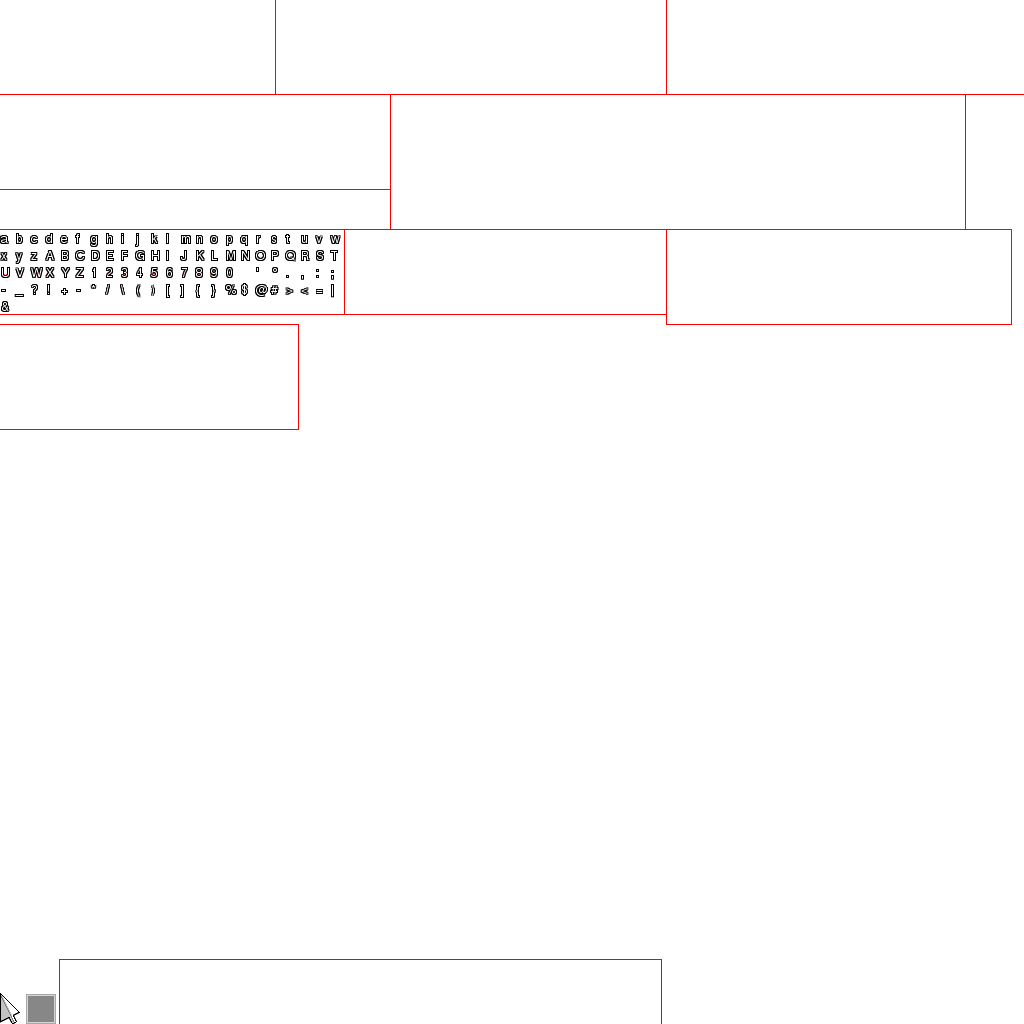 a b c d e f g h i j k l m n o p q r s t u v w
x y z A B C D E F G H I J K L M N O P Q R S T
U V W X Y Z 1 2 3 4 5 6 7 8 9 0 ' " . , : ;
- _ ? ! + - * / \ ( ) [ ] { } % $ @ # > < = |
&